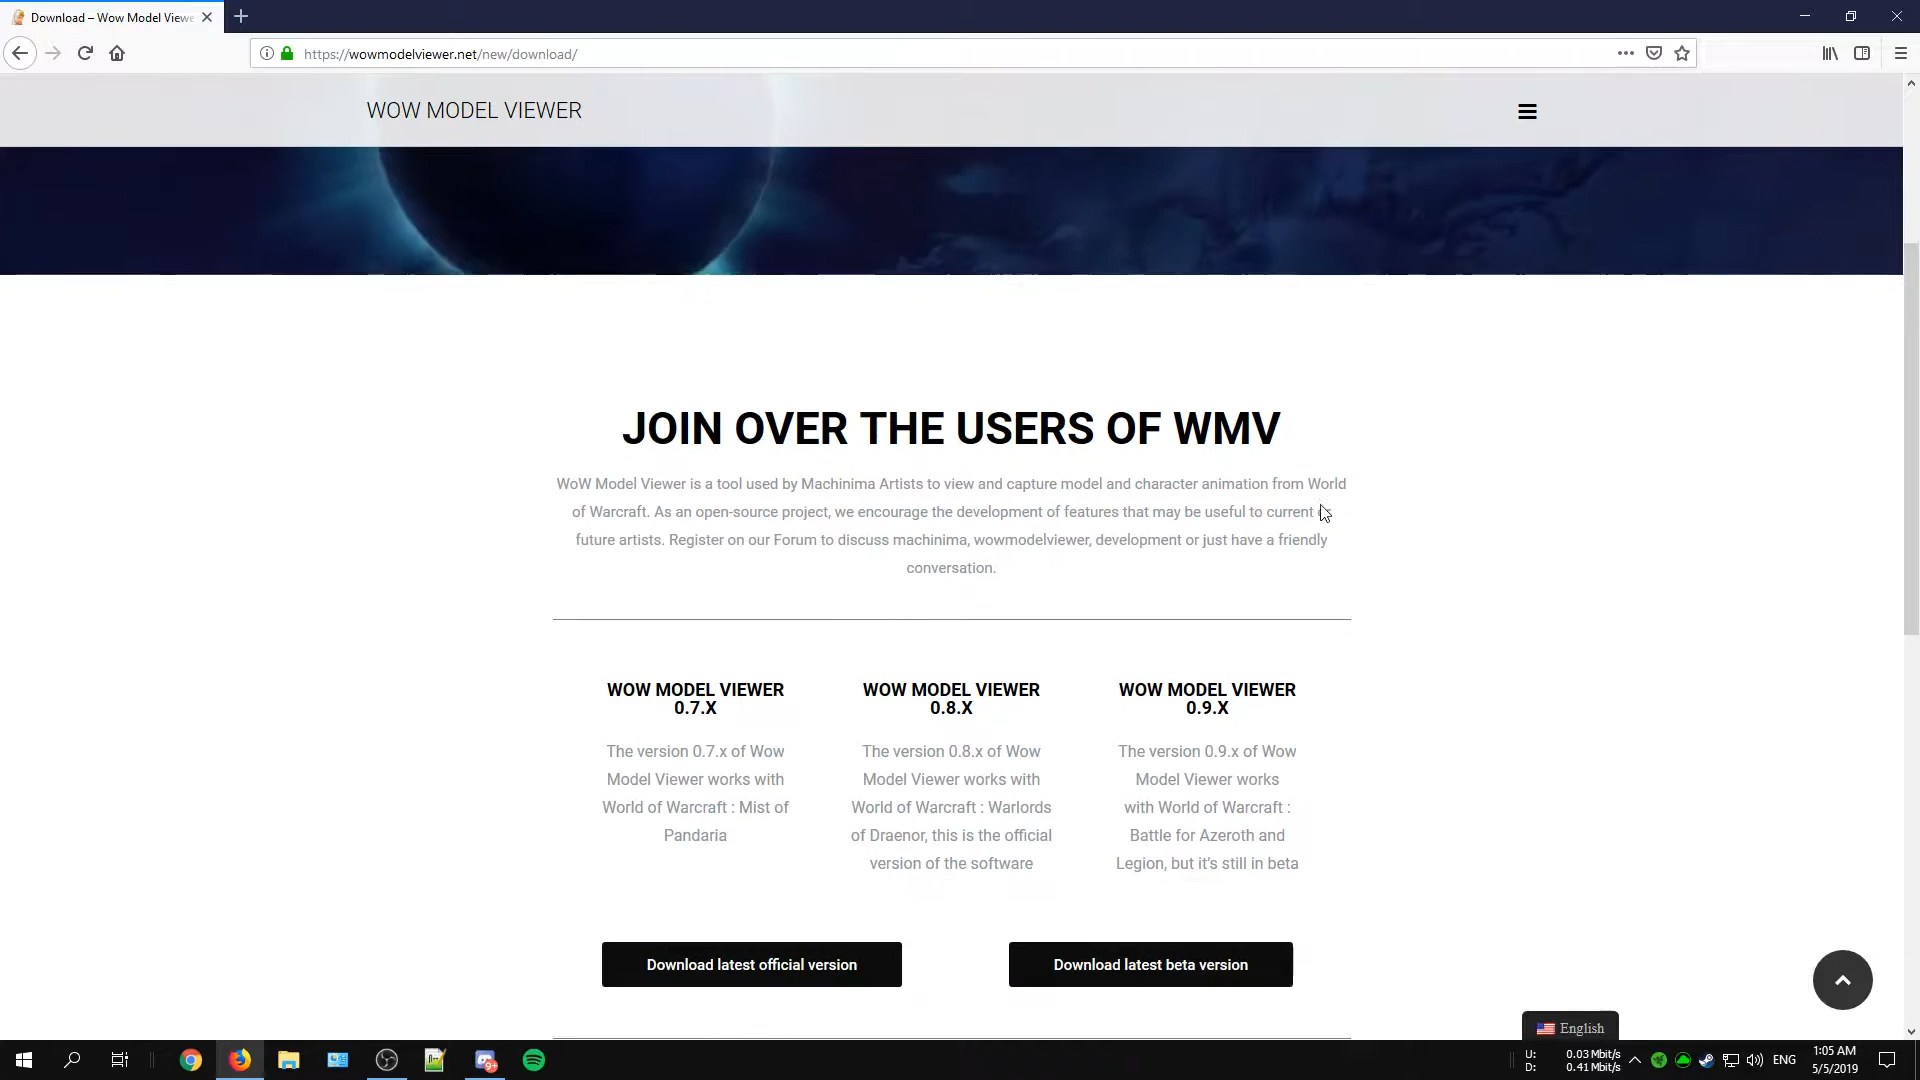 Download – Wow Model Viewe
https://wowmodelviewer.net/new/download/
WOW MODEL VIEWER
JOIN OVER THE USERS OF WMV
WoW Model Viewer is a tool used by Machinima Artists to view and capture model and character animation from World
of Warcraft. As an open-source project, we encourage the development of features that may be useful to current
future artists. Register on our Forum to discuss machinima, wowmodelviewer, development or just have a friendly
conversation.
WOW MODEL VIEWER
0.7.X
The version 0.7.x of Wow
Model Viewer works with
World of Warcraft : Mist of
Pandaria
WOW MODEL VIEWER
0.8.X
The version 0.8.x of Wow
Model Viewer works with
World of Warcraft : Warlords
of Draenor, this is the official
version of the software
WOW MODEL VIEWER
0.9.X
The version 0.9.x of Wow
Model Viewer works
with World of Warcraft :
Battle for Azeroth and
Legion, but it's still in beta
Download latest official version
Download latest beta version
English
9+
U: 0.03 Mbit/s
D: 0.41 Mbit/s
ENG
1:05 AM
5/5/2019